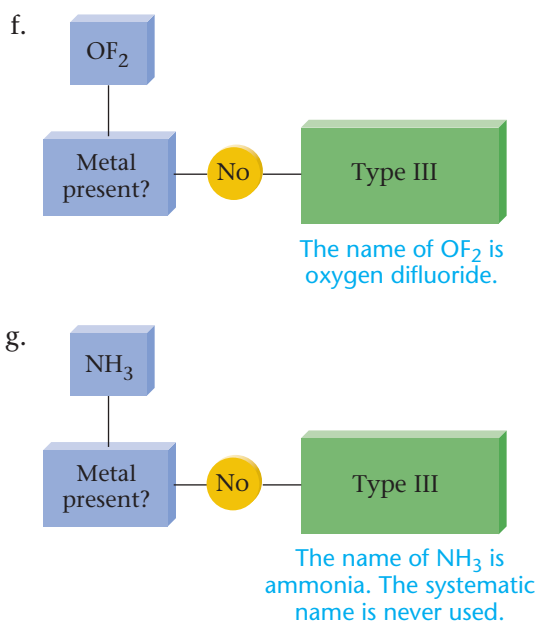 f.
OF₂
Metal
present?
No
Type III
The name of OF₂ is
oxygen difluoride.
g.
NH₃
Metal
present?
No
Type III
The name of NH₃ is
ammonia. The systematic
name is never used.